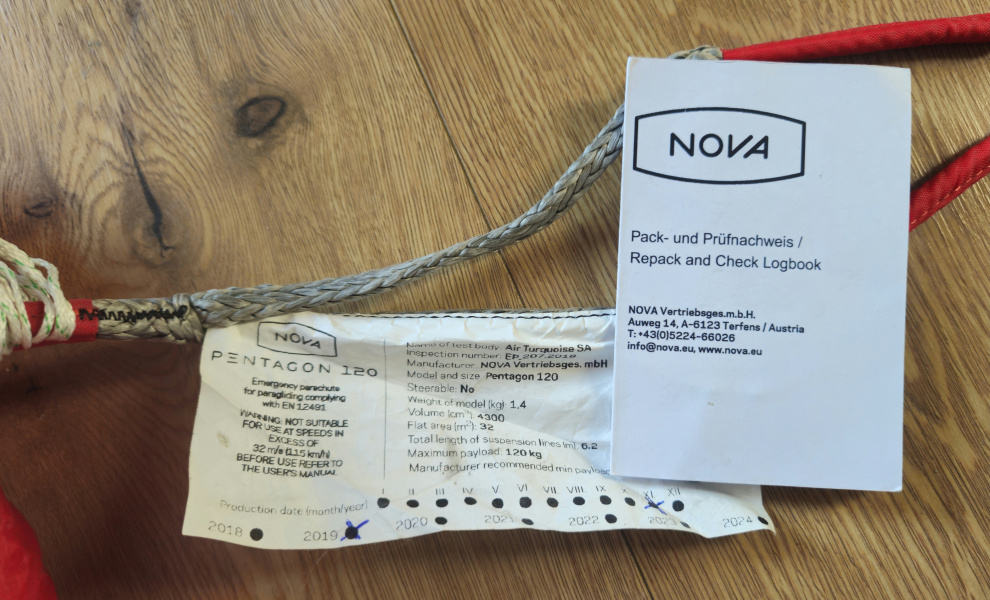 NOVA
Pack- und Prüfnachweis /
Repack and Check Logbook
NOVA Vertriebsges.m.b.H.
Auweg 14, A-6123 Terfens / Austria
T: +43(0)5224-66026
info@nova.eu, www.nova.eu
NOVA
PENTAGON 120
Emergency parachute
for paragliding complying
with EN 12491
WARNING: NOT SUITABLE
FOR USE AT SPEEDS IN
EXCESS OF
32 m/s (115 km/h)
BEFORE USE REFER TO
THE USER'S MANUAL
Name of test body: Air Turquoise SA
Inspection number: EP_207.2018
Manufacturer: NOVA Vertriebsges. mbH
Model and size: Pentagon 120
Steerable: No
Weight of model (kg): 1,4
Volume (cm³): 4300
Flat area (m²): 32
Total length of suspension lines (m): 6.2
Maximum payload: 120 kg
Manufacturer recommended min payload
I II III IV V VI VII VIII IX X XI XII
Production date (month/year)
2018 2019 2020 2021 2022 2023 2024